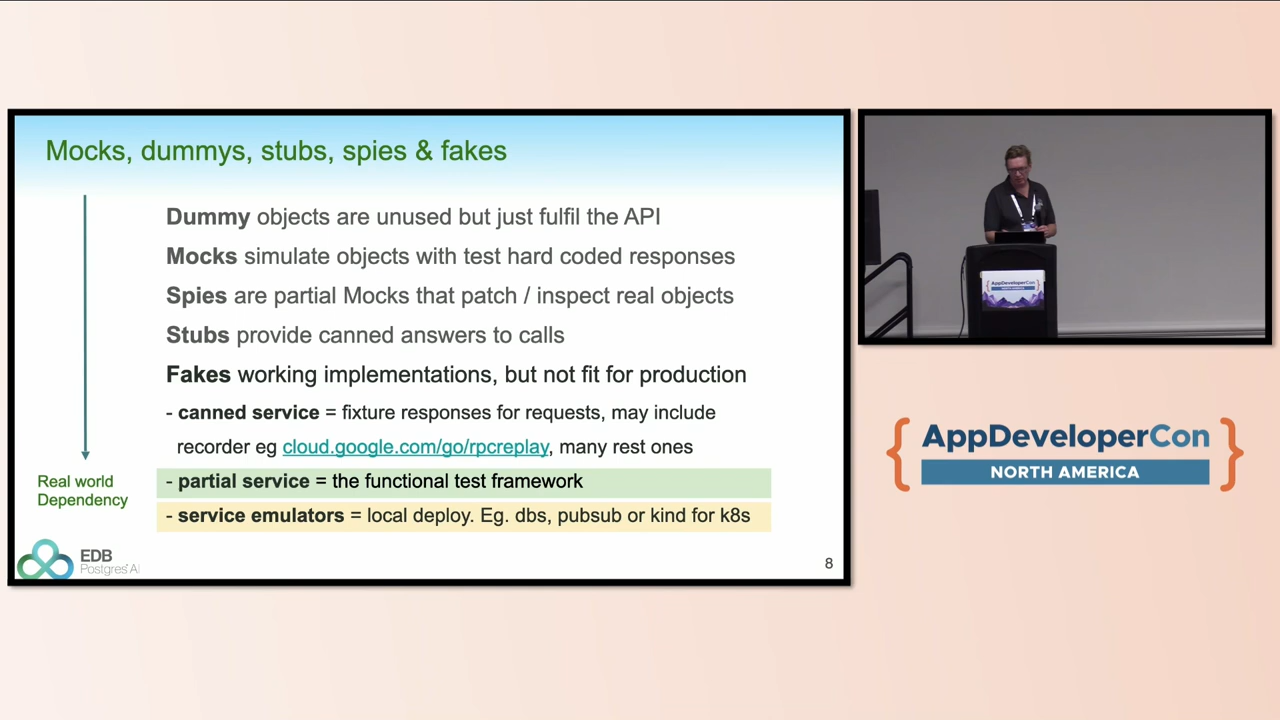 Mocks, dummys, stubs, spies & fakes
Dummy objects are unused but just fulfil the API
Mocks simulate objects with test hard coded responses
Spies are partial Mocks that patch / inspect real objects
Stubs provide canned answers to calls
Fakes working implementations, but not fit for production
- canned service = fixture responses for requests, may include
recorder eg cloud.google.com/go/rpcreplay, many rest ones
- partial service = the functional test framework
- service emulators = local deploy. Eg. dbs, pubsub or kind for k8s
Real world
Dependency
EDB
Postgres AI
8
AppDeveloperCon
NORTH AMERICA
{ AppDeveloperCon }
NORTH AMERICA